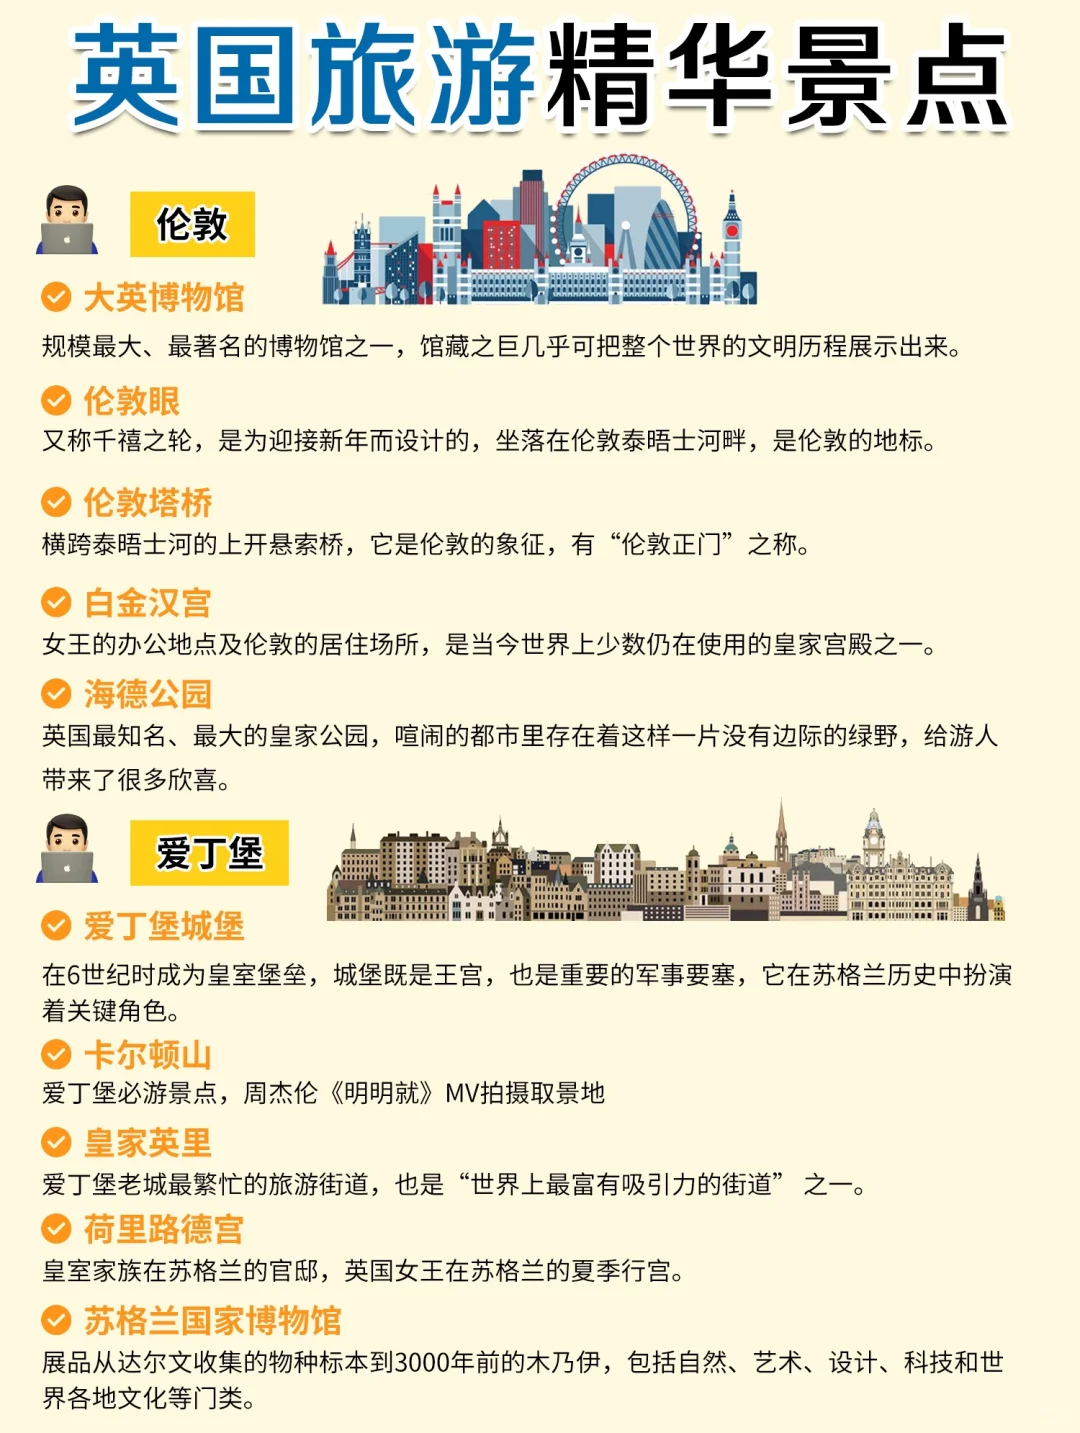 英国旅游精华景点
伦敦
大英博物馆
规模最大、最著名的博物馆之一，馆藏之巨几乎可把整个世界的文明历程展示出来。
伦敦眼
又称千禧之轮，是为迎接新年而设计的，坐落在伦敦泰晤士河畔，是伦敦的地标。
伦敦塔桥
横跨泰晤士河的上开悬索桥，它是伦敦的象征，有“伦敦正门”之称。
白金汉宫
女王的办公地点及伦敦的居住场所，是当今世界上少数仍在使用的皇家宫殿之一。
海德公园
英国最知名、最大的皇家公园，喧闹的都市里存在着这样一片没有边际的绿野，给游人
带来了很多欣喜。
爱丁堡
爱丁堡城堡
在6世纪时成为皇室堡垒，城堡既是王宫，也是重要的军事要塞，它在苏格兰历史中扮演
着关键角色。
卡尔顿山
爱丁堡必游景点，周杰伦《明明就》MV拍摄取景地
皇家英里
爱丁堡老城最繁忙的旅游街道，也是“世界上最富有吸引力的街道” 之一。
荷里路德宫
皇室家族在苏格兰的官邸，英国女王在苏格兰的夏季行宫。
苏格兰国家博物馆
展品从达尔文收集的物种标本到3000年前的木乃伊，包括自然、艺术、设计、科技和世
界各地文化等门类。